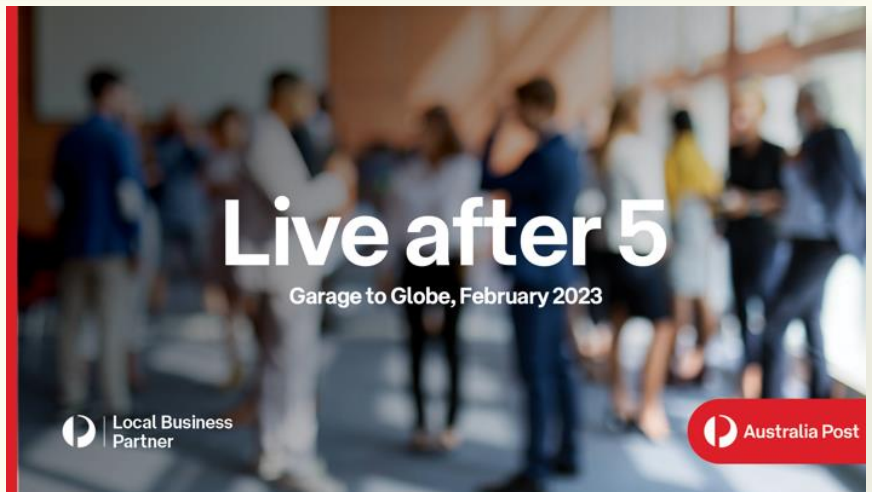 Live after 5
Garage to Globe, February 2023
Local Business
Partner
Australia Post